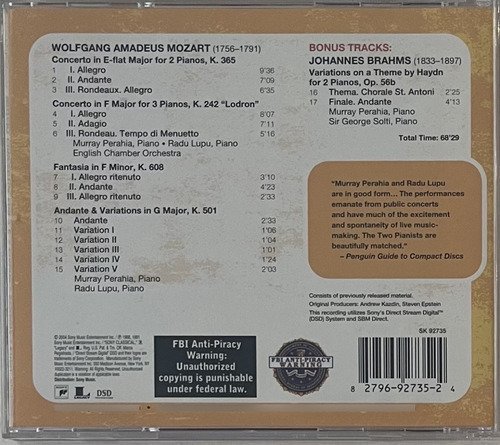 WOLFGANG AMADEUS MOZART (1756–1791)
Concerto in E-flat Major for 2 Pianos, K. 365
1 I. Allegro 9'36
2 II. Andante 7'09
3 III. Rondeaux. Allegro 6'35
Concerto in F Major for 3 Pianos, K. 242 “Lodron”
4 I. Allegro 8'07
5 II. Adagio 7'11
6 III. Rondeau. Tempo di Menuetto 5'16
Murray Perahia, Piano • Radu Lupu, Piano
English Chamber Orchestra
Fantasia in F Minor, K. 608
7 I. Allegro ritenuto 3'10
8 II. Andante 4'23
9 III. Allegro ritenuto 2'33
Andante & Variations in G Major, K. 501
10 Andante 2'33
11 Variation I 1'06
12 Variation II 1'04
13 Variation III 1'01
14 Variation IV 1'24
15 Variation V 2'03
Murray Perahia, Piano
Radu Lupu, Piano
BONUS TRACKS:
JOHANNES BRAHMS (1833–1897)
Variations on a Theme by Haydn
for 2 Pianos, Op. 56b
16 Thema. Chorale St. Antoni 2'25
17 Finale. Andante 4'13
Murray Perahia, Piano
Sir George Solti, Piano
Total Time: 68'29
“Murray Perahia and Radu Lupu
are in good form... The performances
emanate from public concerts
and have much of the excitement
and spontaneity of live music-
making. The Two Pianists are
beautifully matched.”
– Penguin Guide to Compact Discs
Consists of previously released material.
Original Producers: Andrew Kazdin, Steven Epstein
This recording utilizes Sony's Direct Stream Digital™
(DSD) System and SBM Direct.
SK 92735
Distribution: Sony Music.
LEGACY
DSD
FBI Anti-Piracy
Warning:
Unauthorized
copying is punishable
under federal law.
FBI ANTI-PIRACY
WARNING
8 2796-92735-2 4